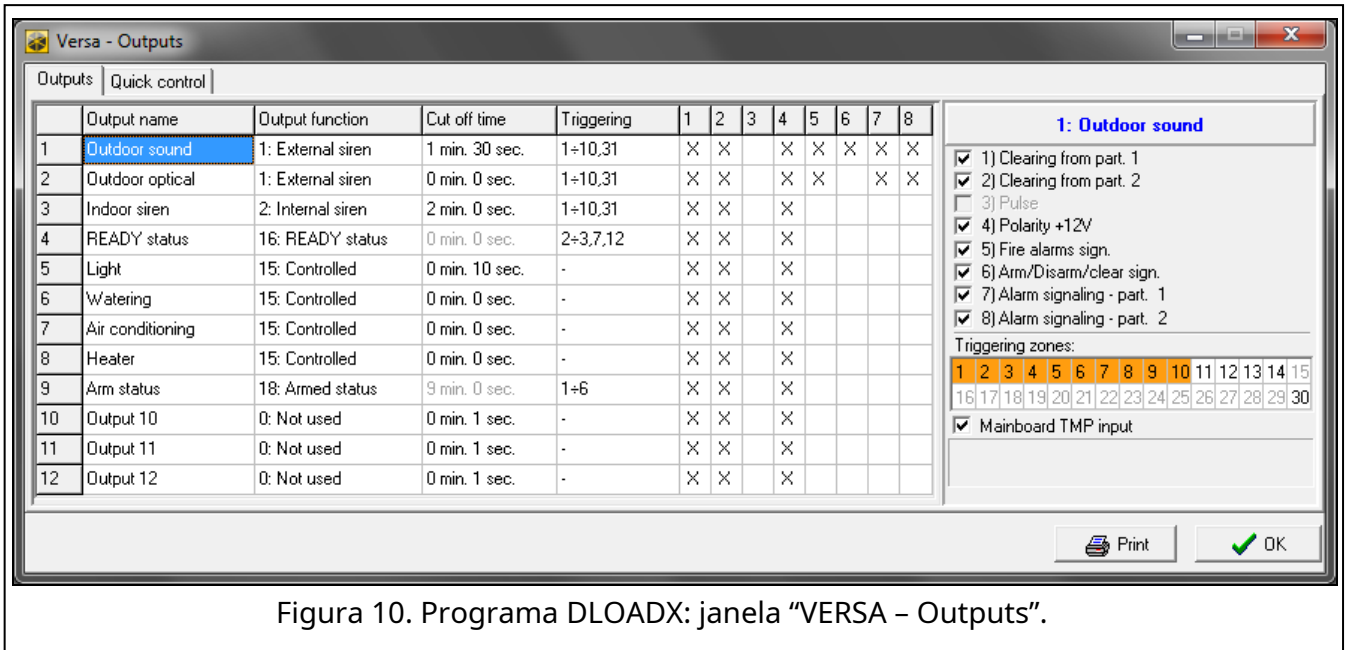 Versa - Outputs
Outputs Quick control
Output name Output function Cut off time Triggering 1 2 3 4 5 6 7 8
1 Outdoor sound 1: External siren 1 min. 30 sec. 1÷10,31 X X X X X X X
2 Outdoor optical 1: External siren 0 min. 0 sec. 1÷10,31 X X X X X X
3 Indoor siren 2: Internal siren 2 min. 0 sec. 1÷10,31 X X X
4 READY status 16: READY status 0 min. 0 sec. 2÷3,7,12 X X X
5 Light 15: Controlled 0 min. 10 sec. - X X X
6 Watering 15: Controlled 0 min. 0 sec. - X X X
7 Air conditioning 15: Controlled 0 min. 0 sec. - X X X
8 Heater 15: Controlled 0 min. 0 sec. - X X X
9 Arm status 18: Armed status 9 min. 0 sec. 1÷6 X X X
10 Output 10 0: Not used 0 min. 1 sec. - X X X
11 Output 11 0: Not used 0 min. 1 sec. - X X X
12 Output 12 0: Not used 0 min. 1 sec. - X X X
1: Outdoor sound
1) Clearing from part. 1
2) Clearing from part. 2
3) Pulse
4) Polarity +12V
5) Fire alarms sign.
6) Arm/Disarm/clear sign.
7) Alarm signaling - part. 1
8) Alarm signaling - part. 2
Triggering zones:
1 2 3 4 5 6 7 8 9 10 11 12 13 14 15
16 17 18 19 20 21 22 23 24 25 26 27 28 29 30
Mainboard TMP input
Print OK
Figura 10. Programa DLOADX: janela “VERSA – Outputs”.